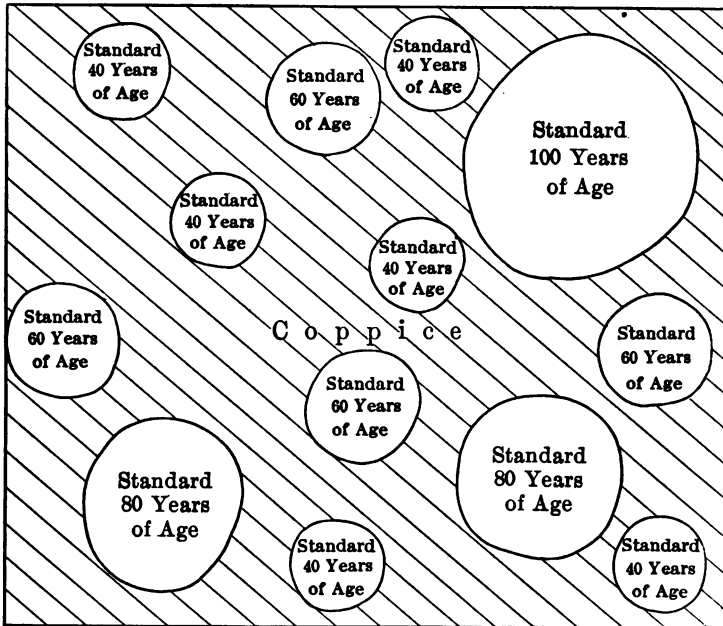 Standard
40 Years
of Age
Standard
60 Years
of Age
Standard
40 Years
of Age
Standard
100 Years
of Age
Standard
40 Years
of Age
Standard
40 Years
of Age
Standard
60 Years
of Age
Coppice
Standard
60 Years
of Age
Standard
60 Years
of Age
Standard
80 Years
of Age
Standard
80 Years
of Age
Standard
40 Years
of Age
Standard
40 Years
of Age